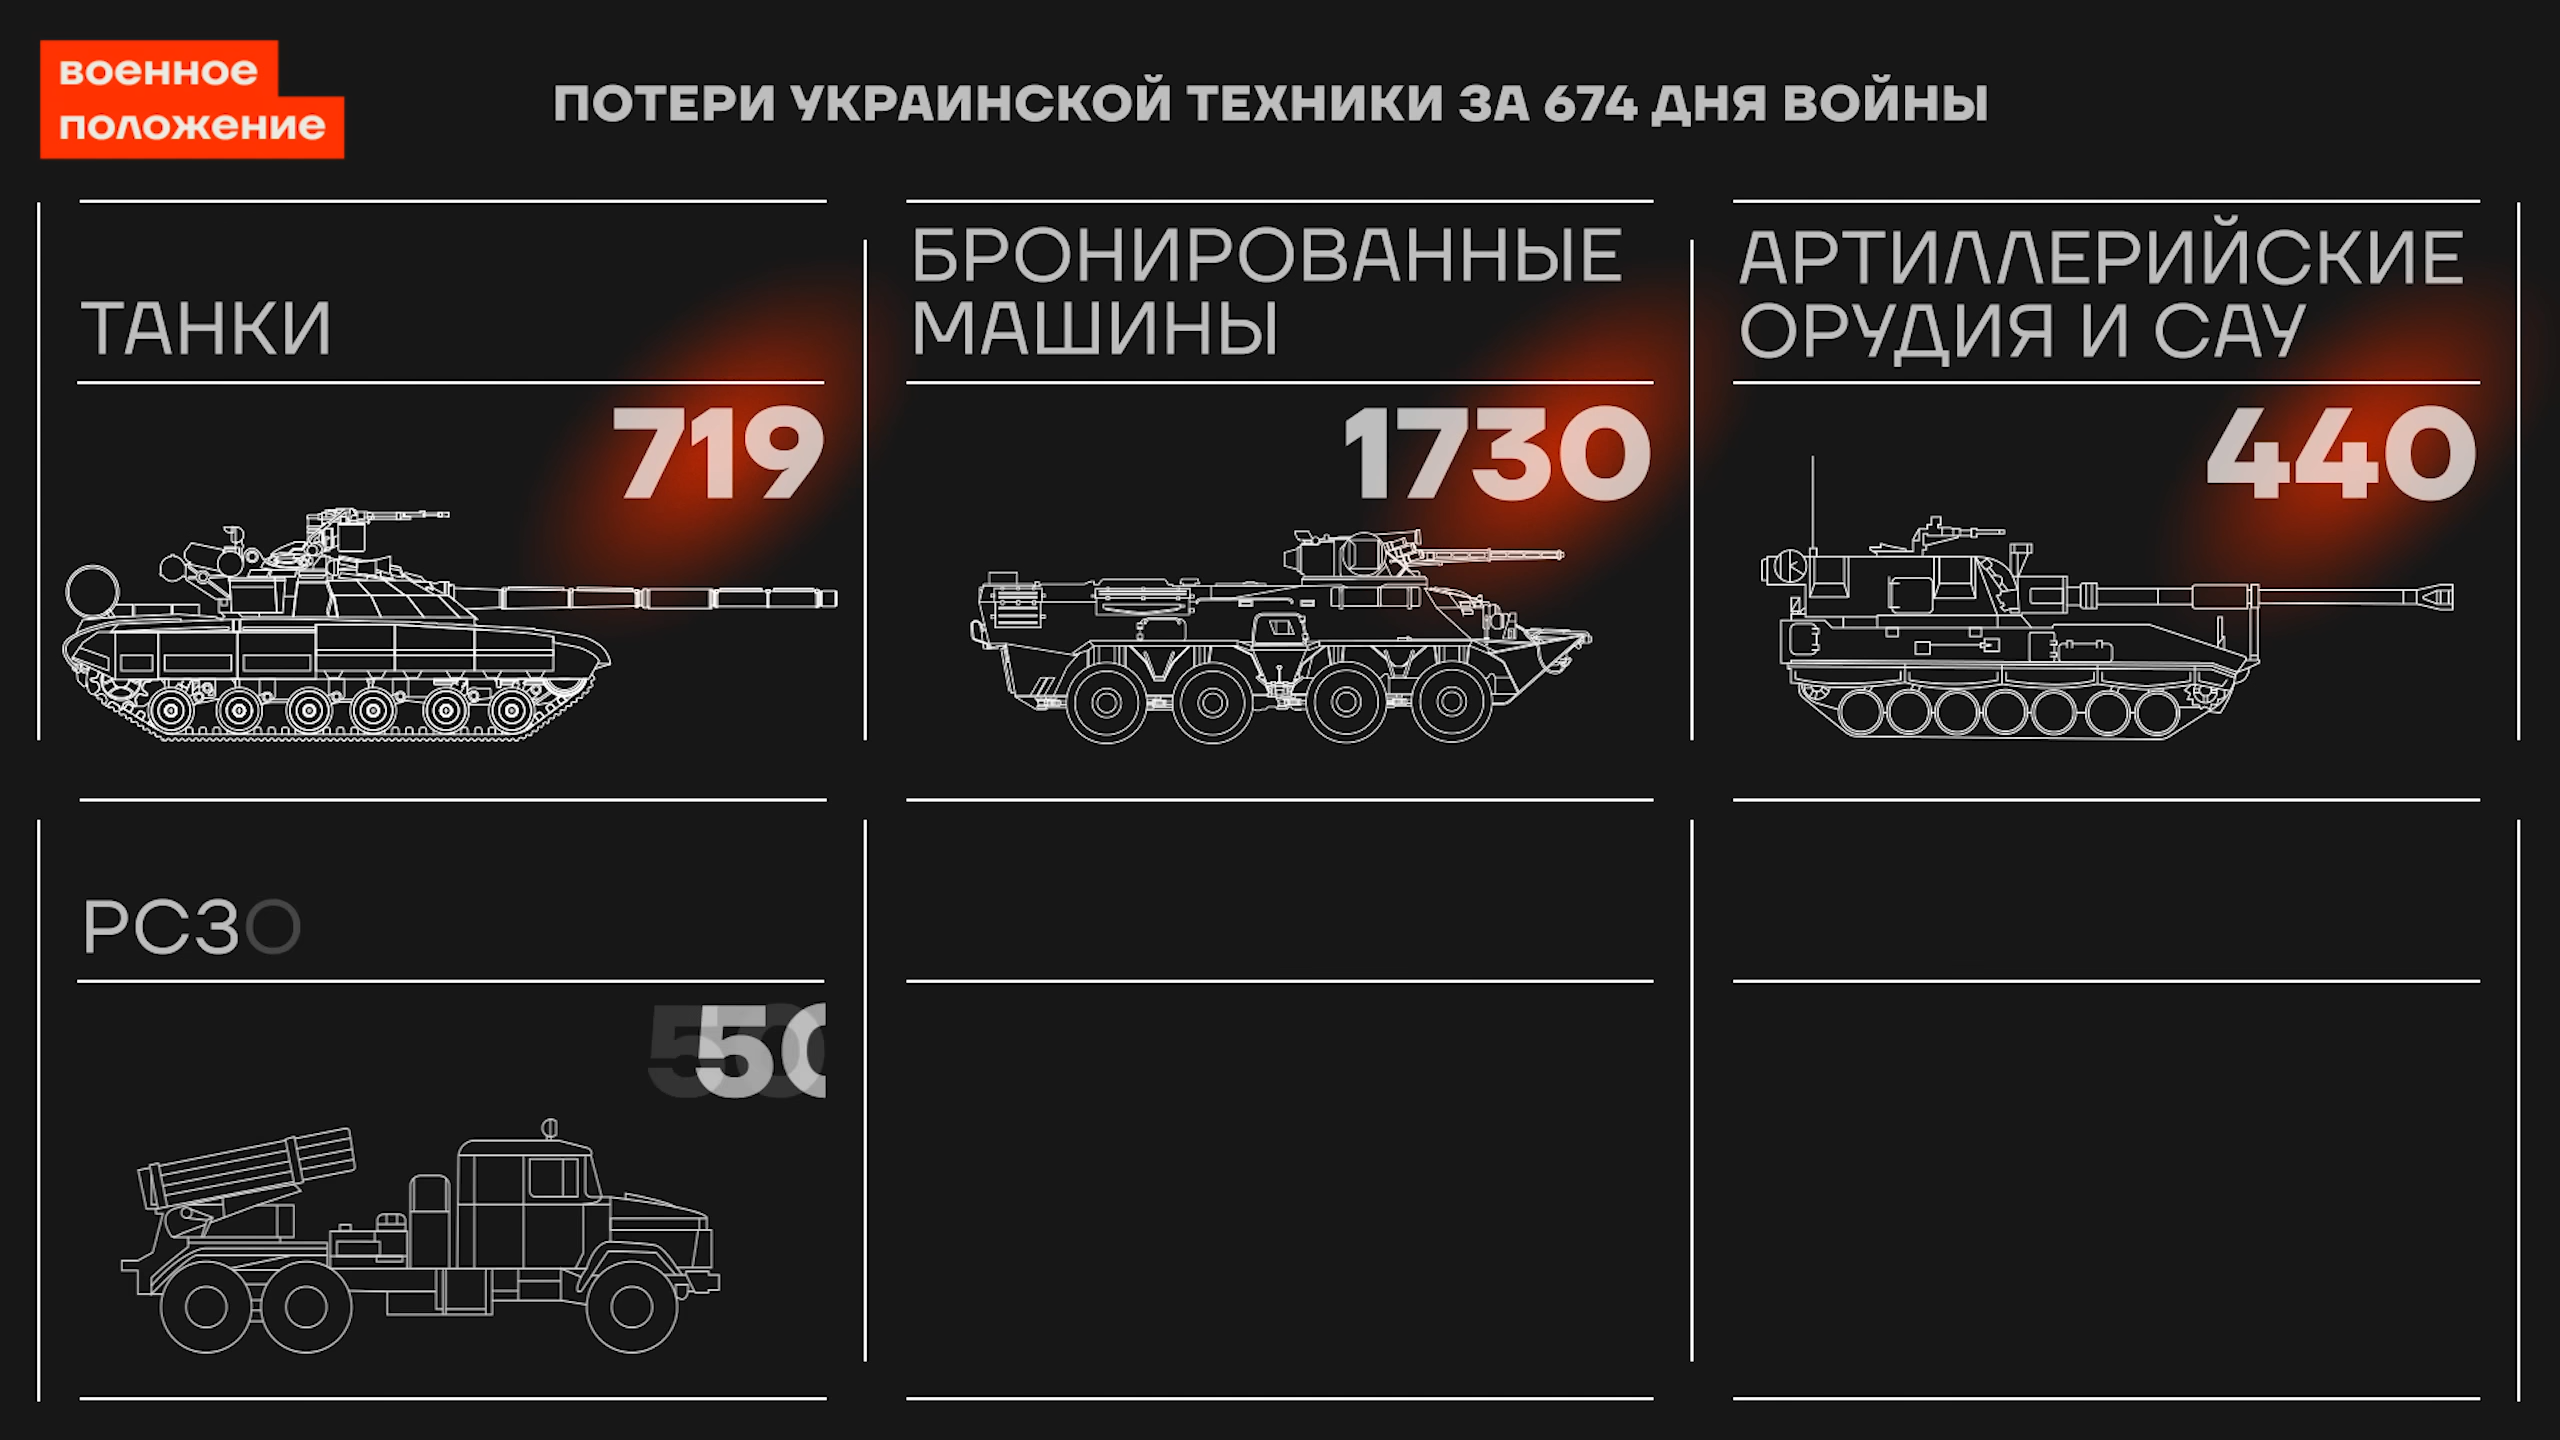 военное
положение
ПОТЕРИ УКРАИНСКОЙ ТЕХНИКИ ЗА 674 ДНЯ ВОЙНЫ
ТАНКИ
719
БРОНИРОВАННЫЕ
МАШИНЫ
1730
АРТИЛЛЕРИЙСКИЕ
ОРУДИЯ И САУ
440
РСЗО
50